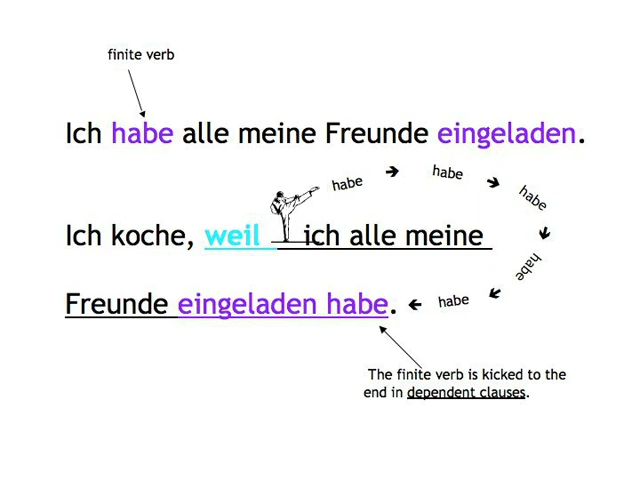 finite verb
Ich habe alle meine Freunde eingeladen.
habe habe habe habe habe
Ich koche, weil ich alle meine
Freunde eingeladen habe.
The finite verb is kicked to the
end in dependent clauses.